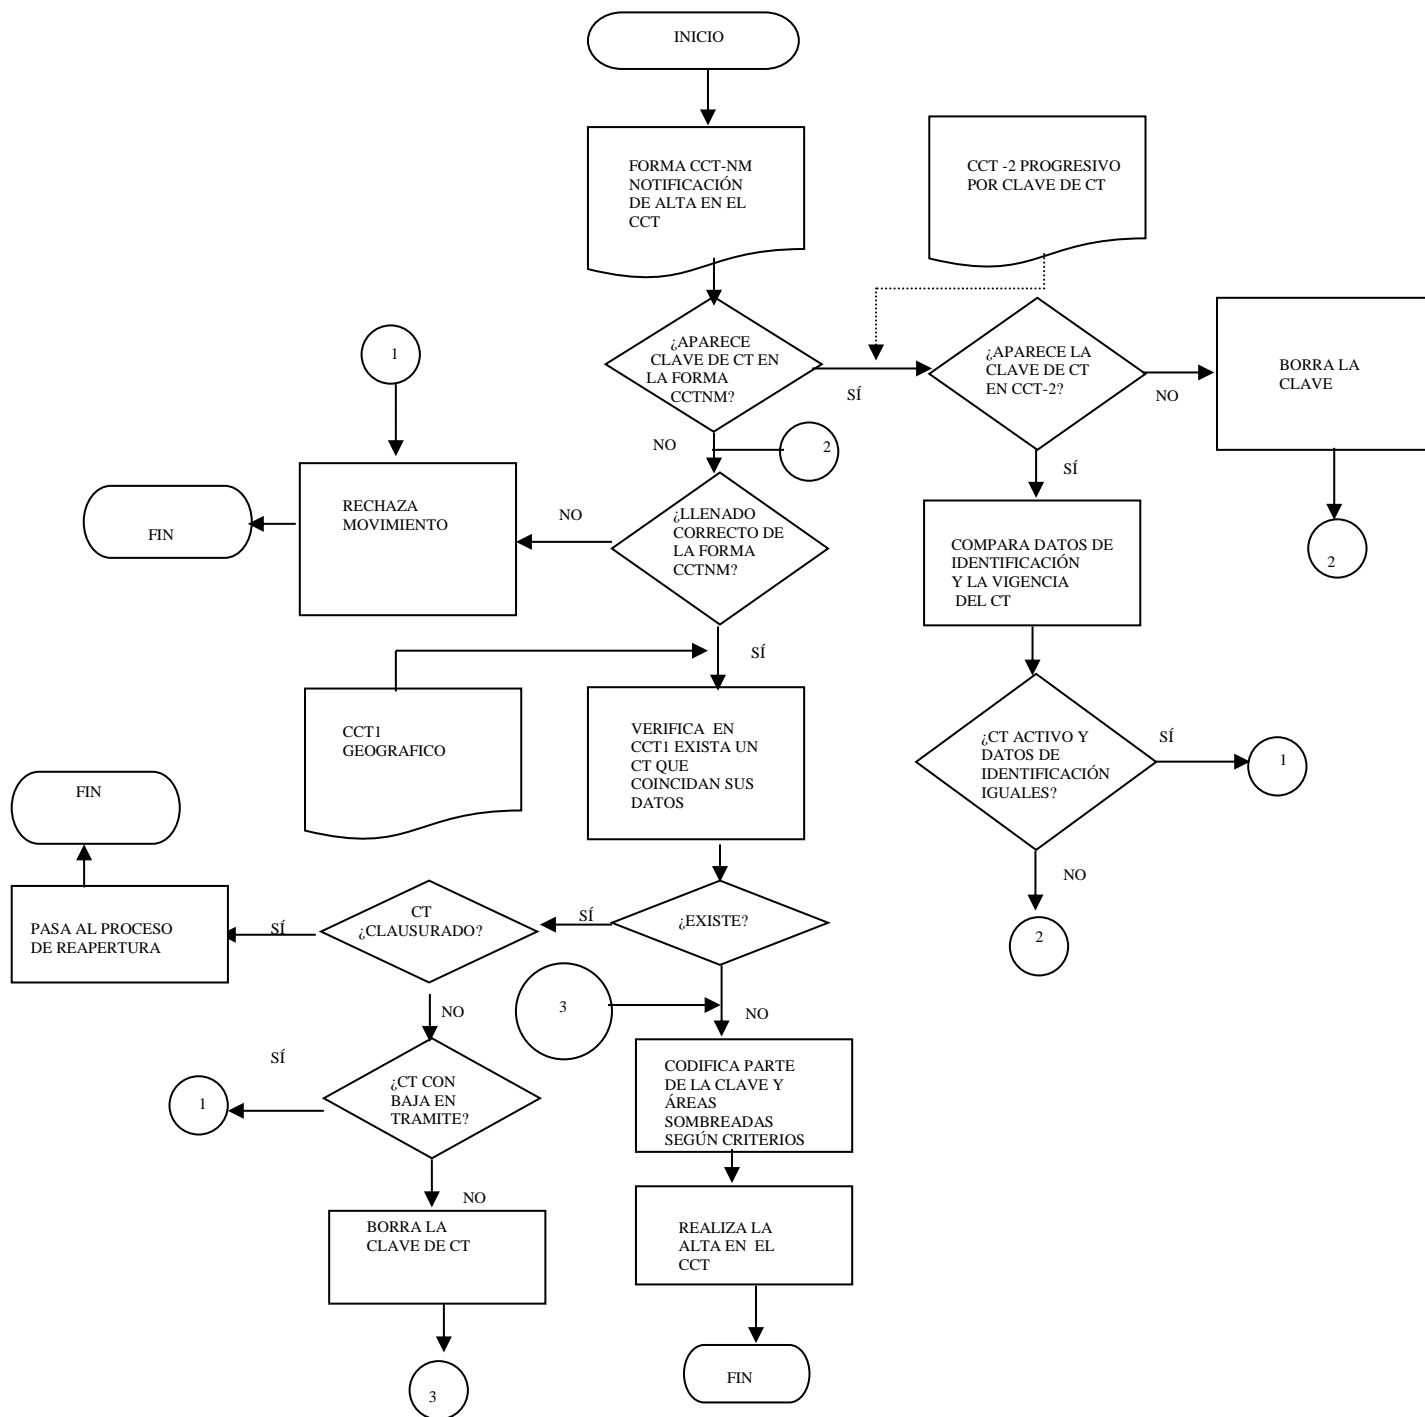 INICIO
FORMA CCT-NM
NOTIFICACIÓN
DE ALTA EN EL
CCT
CCT -2 PROGRESIVO
POR CLAVE DE CT
¿APARECE
CLAVE DE CT EN
LA FORMA
CCTNM?
SÍ
¿APARECE LA
CLAVE DE CT
EN CCT-2?
NO
BORRA LA
CLAVE
2
1
NO
2
SÍ
RECHAZA
MOVIMIENTO
FIN
NO
¿LLENADO
CORRECTO DE
LA FORMA
CCTNM?
COMPARA DATOS DE
IDENTIFICACIÓN
Y LA VIGENCIA
DEL CT
SÍ
CCT1
GEOGRAFICO
VERIFICA  EN
CCT1 EXISTA UN
CT QUE
COINCIDAN SUS
DATOS
¿CT ACTIVO Y
DATOS DE
IDENTIFICACIÓN
IGUALES?
SÍ
1
NO
2
FIN
PASA AL PROCESO
DE REAPERTURA
SÍ
CT
¿CLAUSURADO?
SÍ
¿EXISTE?
NO
3
NO
SÍ
1
¿CT CON
BAJA EN
TRAMITE?
CODIFICA PARTE
DE LA CLAVE Y
ÁREAS
SOMBREADAS
SEGÚN CRITERIOS
NO
BORRA LA
CLAVE DE CT
REALIZA LA
ALTA EN  EL
CCT
3
FIN